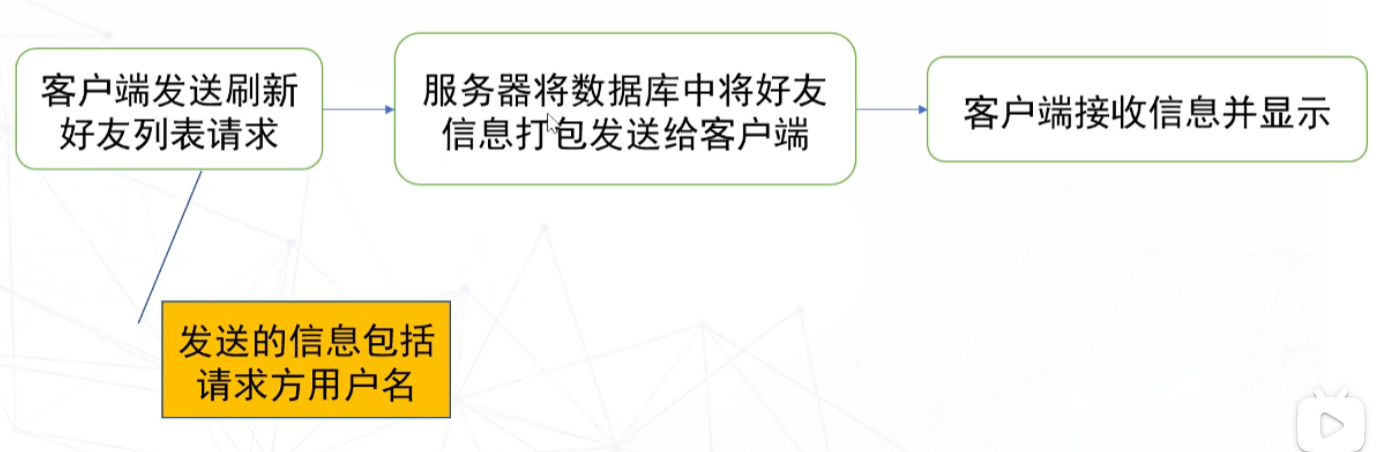 客户端发送刷新
好友列表请求
服务器将数据库中将好友
信息打包发送给客户端
客户端接收信息并显示
发送的信息包括
请求方用户名